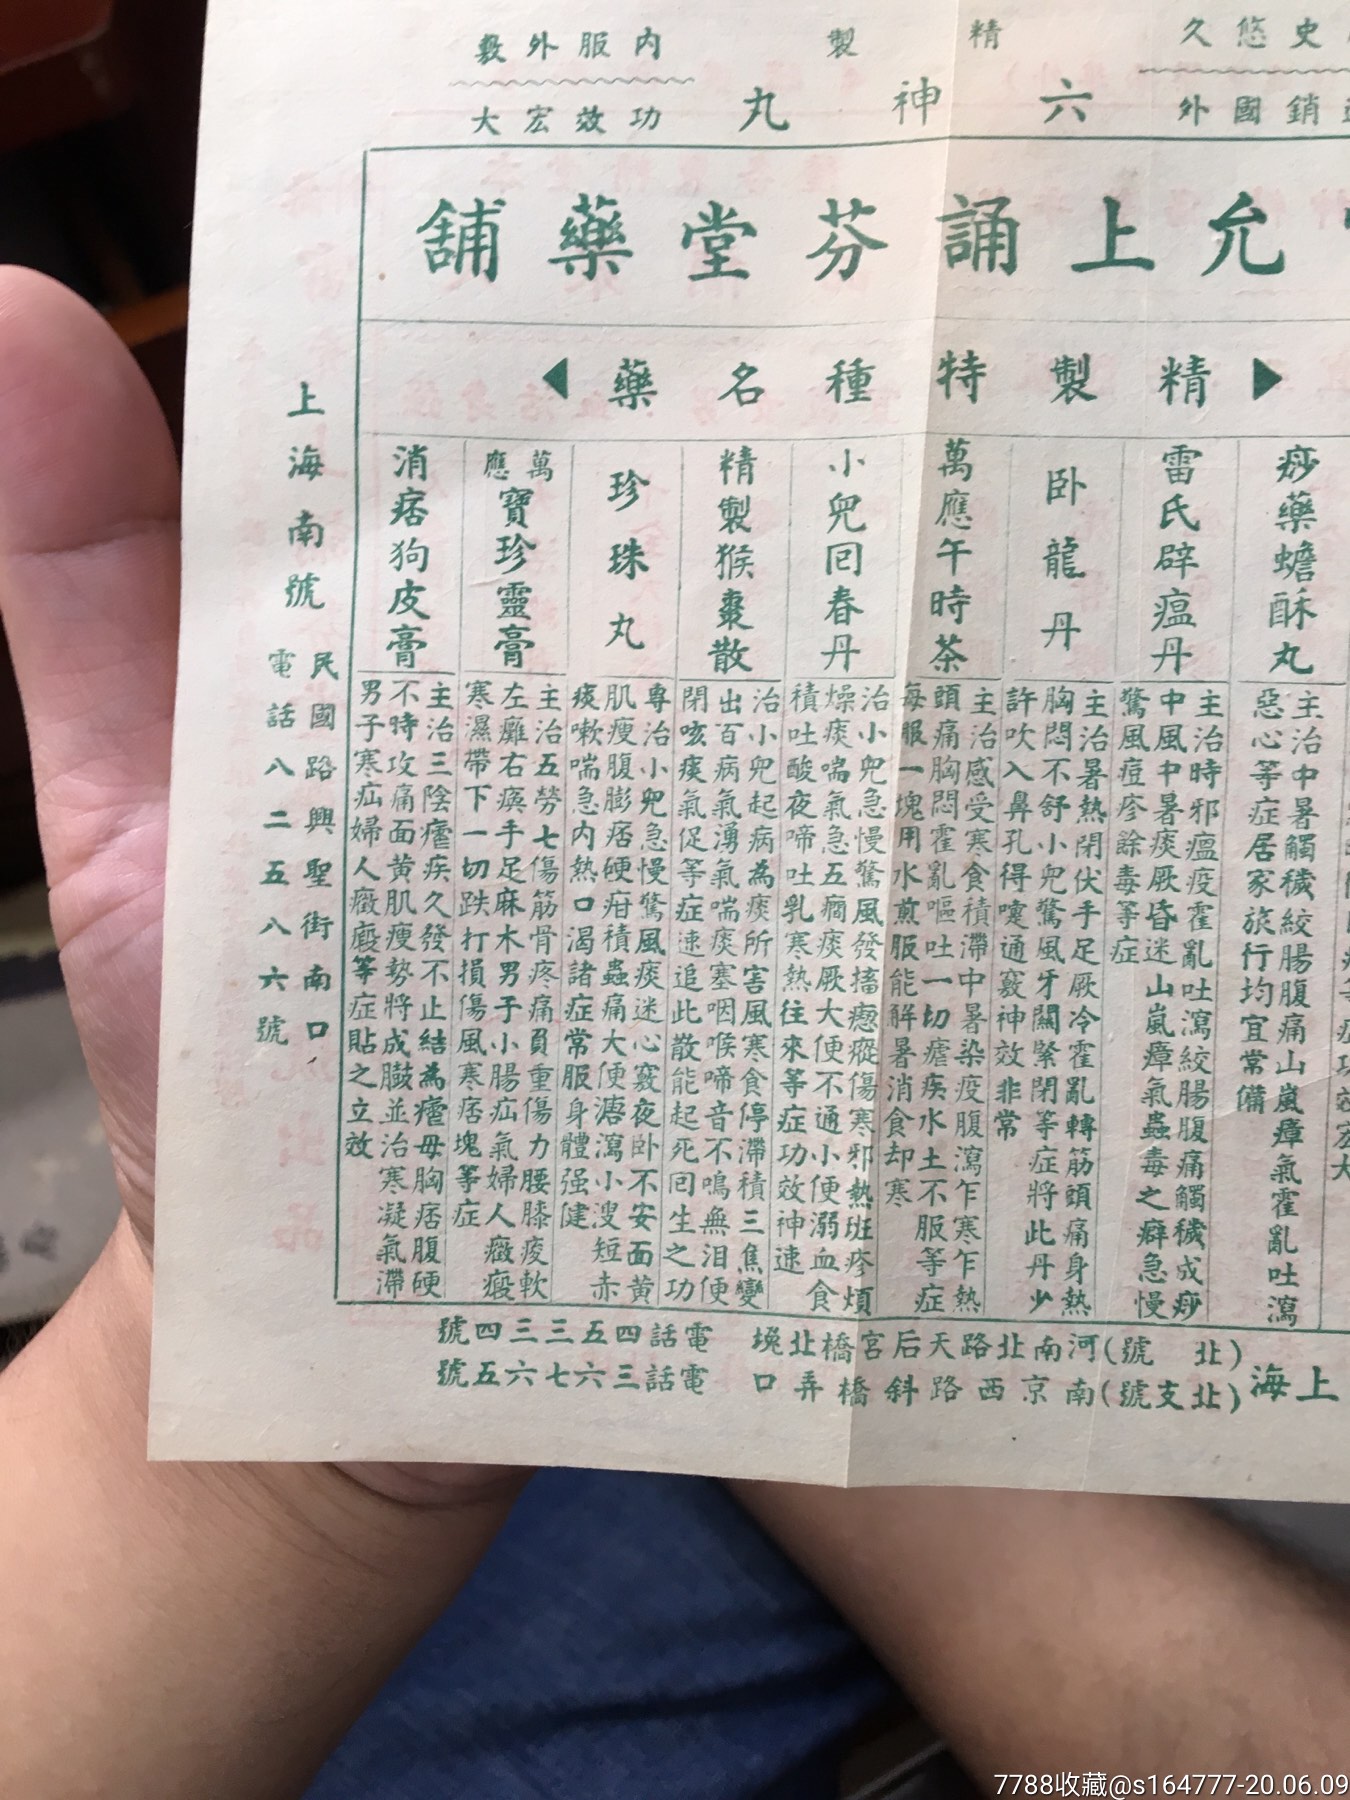 史悠久
精製
內服外敷
銷國外
六神丸
功效宏大
允上誦芬堂藥舖
精製特種名藥
痧藥蟾酥丸
主治中暑觸穢絞腸腹痛山嵐瘴氣霍亂吐瀉
惡心等症居家旅行均宜常備
雷氏辟瘟丹
主治時邪瘟疫霍亂吐瀉絞腸腹痛觸穢成痧
中風中暑痰厥昏迷山嵐瘴氣蟲毒之癖急慢
驚風痘疹餘毒等症
卧龍丹
主治暑熱閉伏手足厥冷霍亂轉筋頭痛身熱
胸悶不舒小兒驚風牙關緊閉等症將此丹少
許吹入鼻孔得嚏通竅神效非常
萬應午時茶
主治感受寒食積滯中暑染疫腹瀉乍寒乍熱
頭痛胸悶霍亂嘔吐一切瘧疾水土不服等症
每服一塊用水煎服能解暑消食却寒
小兒回春丹
治小兒急慢驚風發搐瘛瘲傷寒邪熱斑疹煩
燥痰喘氣急五癇痰厥大便不通小便溺血食
積吐酸夜啼吐乳寒熱往來等症功效神速
精製猴棗散
治小兒起病為痰所害風寒食停滯積三焦變
出百病氣湧氣喘痰塞咽喉啼音不鳴無泪便
閉咳痰氣促等症速追此散能起死回生之功
珍珠丸
專治小兒急慢驚風痰迷心竅夜卧不安面黄
肌瘦腹膨痞硬疳積蟲痛大便溏瀉小溲短赤
痰嗽喘急內熱口渴諸症常服身體强健
萬應寶珍靈膏
主治五勞七傷筋骨疼痛負重傷力腰膝痠軟
左癱右瘓手足麻木男子小腸疝氣婦人癥瘕
寒濕帶下一切跌打損傷風寒痞塊等症
消痞狗皮膏
主治三陰瘧疾久發不止結為瘧母胸痞腹硬
不時攻痛面黄肌瘦勢將成臌並治寒凝氣滯
男子寒疝婦人癥瘕等症貼之立效
上海南號
民國路興聖街南口
電話八二五八六號
上海
(北號)河南北路天后宮橋北塊
電話四五三三四號
(北支號)南京西路斜橋弄口
電話三六七六五號
7788收藏@s164777-20.06.09